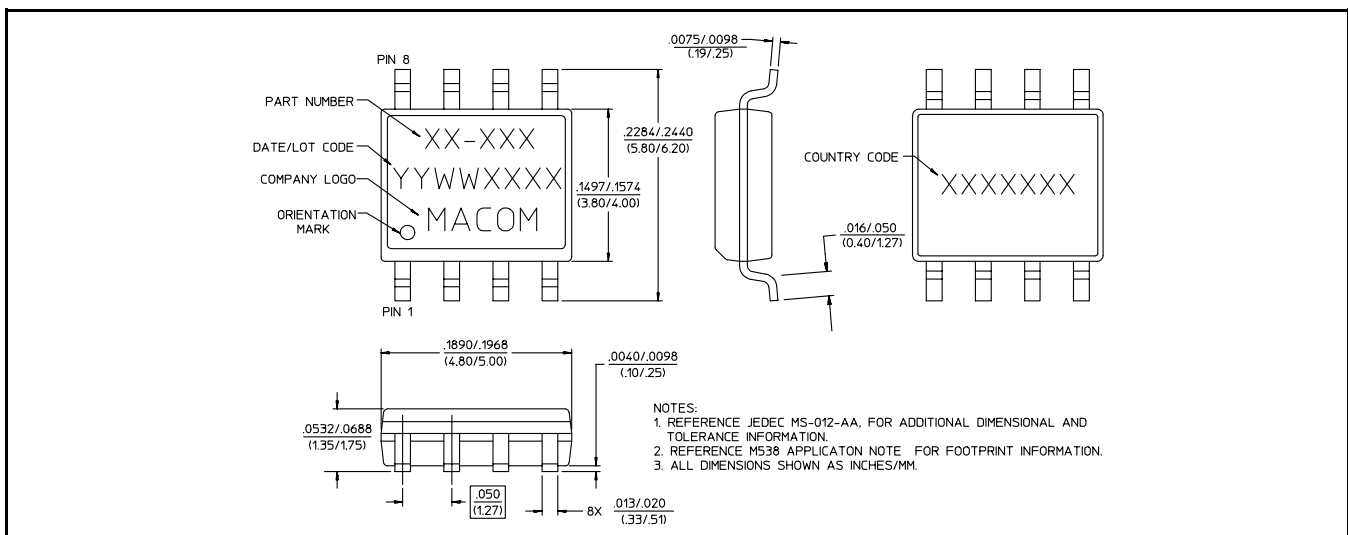 PIN 8
PART NUMBER
DATE/LOT CODE
COMPANY LOGO
ORIENTATION
MARK
XX-XXX
YYWWXXXX
MACOM
PIN 1
.2284/.2440
(5.80/6.20)
.1497/.1574
(3.80/4.00)
.0075/.0098
(.19/.25)
.016/.050
(0.40/1.27)
COUNTRY CODE
XXXXXXX
.1890/.1968
(4.80/5.00)
.0040/.0098
(.10/.25)
.0532/.0688
(1.35/1.75)
.050
(1.27)
8X .013/.020
(.33/.51)
NOTES:
1. REFERENCE JEDEC MS-012-AA, FOR ADDITIONAL DIMENSIONAL AND
TOLERANCE INFORMATION.
2. REFERENCE M538 APPLICATON NOTE FOR FOOTPRINT INFORMATION.
3. ALL DIMENSIONS SHOWN AS INCHES/MM.